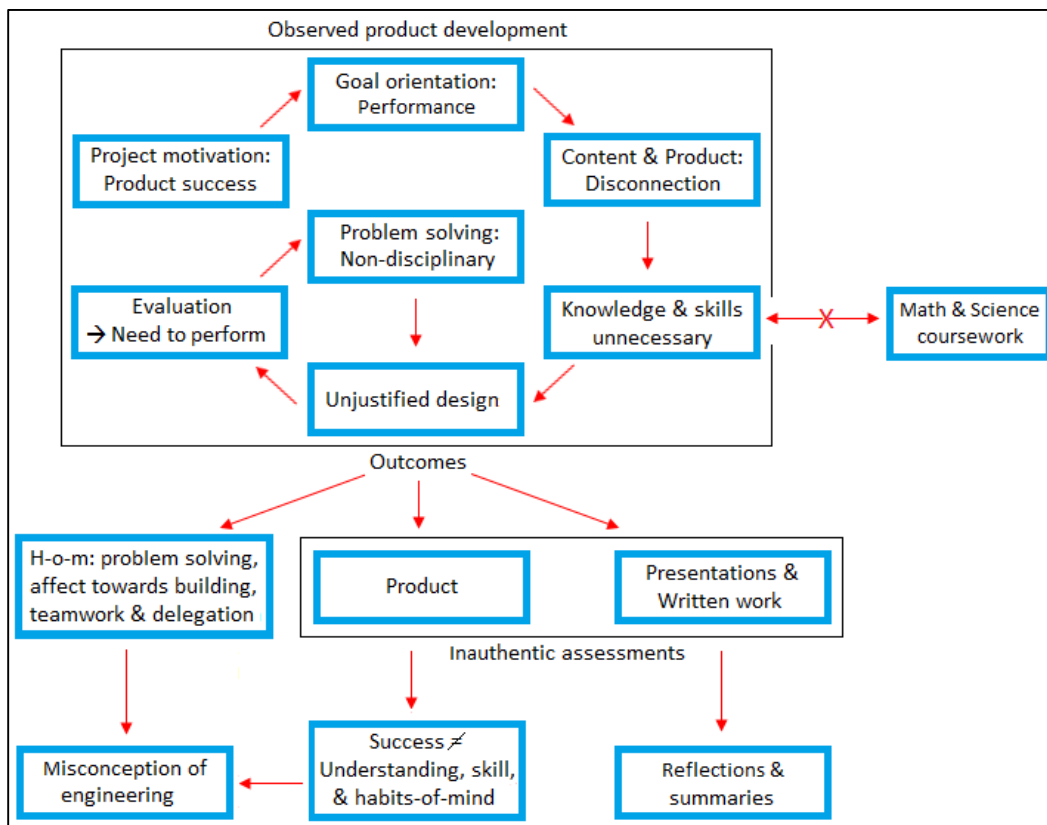 Observed product development
Goal orientation:
Performance
Project motivation:
Product success
Content & Product:
Disconnection
Problem solving:
Non-disciplinary
Evaluation
→ Need to perform
Knowledge & skills
unnecessary
X
Math & Science
coursework
Unjustified design
Outcomes
H-o-m: problem solving,
affect towards building,
teamwork & delegation
Product
Presentations &
Written work
Inauthentic assessments
Success ≠
Understanding, skill,
& habits-of-mind
Misconception of
engineering
Reflections &
summaries